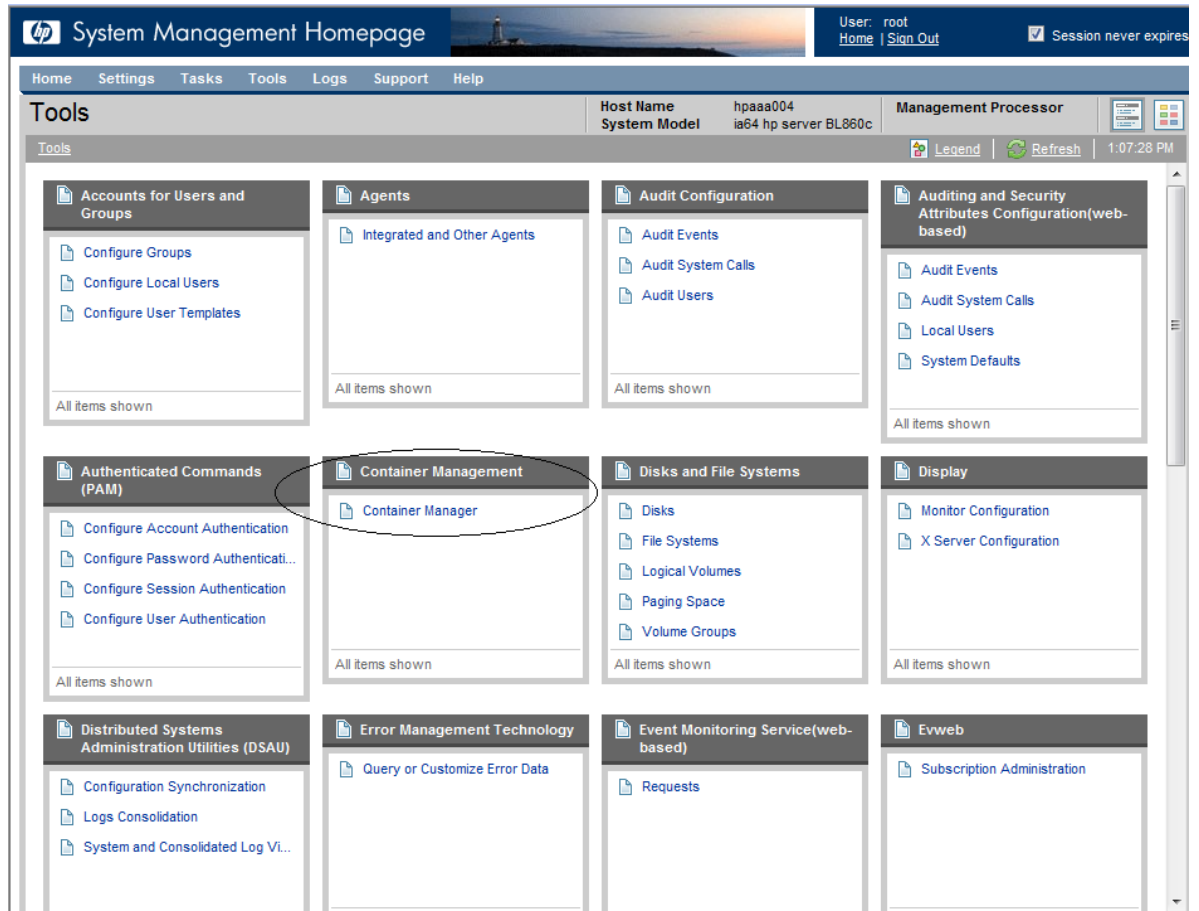 hp System Management Homepage
User: root
Home | Sign Out
Session never expires
Home Settings Tasks Tools Logs Support Help
Tools
Host Name hpaaa004
System Model ia64 hp server BL860c
Management Processor
Tools
Legend Refresh 1:07:28 PM
Accounts for Users and
Groups
Configure Groups
Configure Local Users
Configure User Templates
All items shown
Agents
Integrated and Other Agents
All items shown
Audit Configuration
Audit Events
Audit System Calls
Audit Users
All items shown
Auditing and Security
Attributes Configuration(web-
based)
Audit Events
Audit System Calls
Local Users
System Defaults
All items shown
Authenticated Commands
(PAM)
Configure Account Authentication
Configure Password Authenticati...
Configure Session Authentication
Configure User Authentication
All items shown
Container Management
Container Manager
All items shown
Disks and File Systems
Disks
File Systems
Logical Volumes
Paging Space
Volume Groups
All items shown
Display
Monitor Configuration
X Server Configuration
All items shown
Distributed Systems
Administration Utilities (DSAU)
Configuration Synchronization
Logs Consolidation
System and Consolidated Log Vi...
Error Management Technology
Query or Customize Error Data
Event Monitoring Service(web-
based)
Requests
Evweb
Subscription Administration